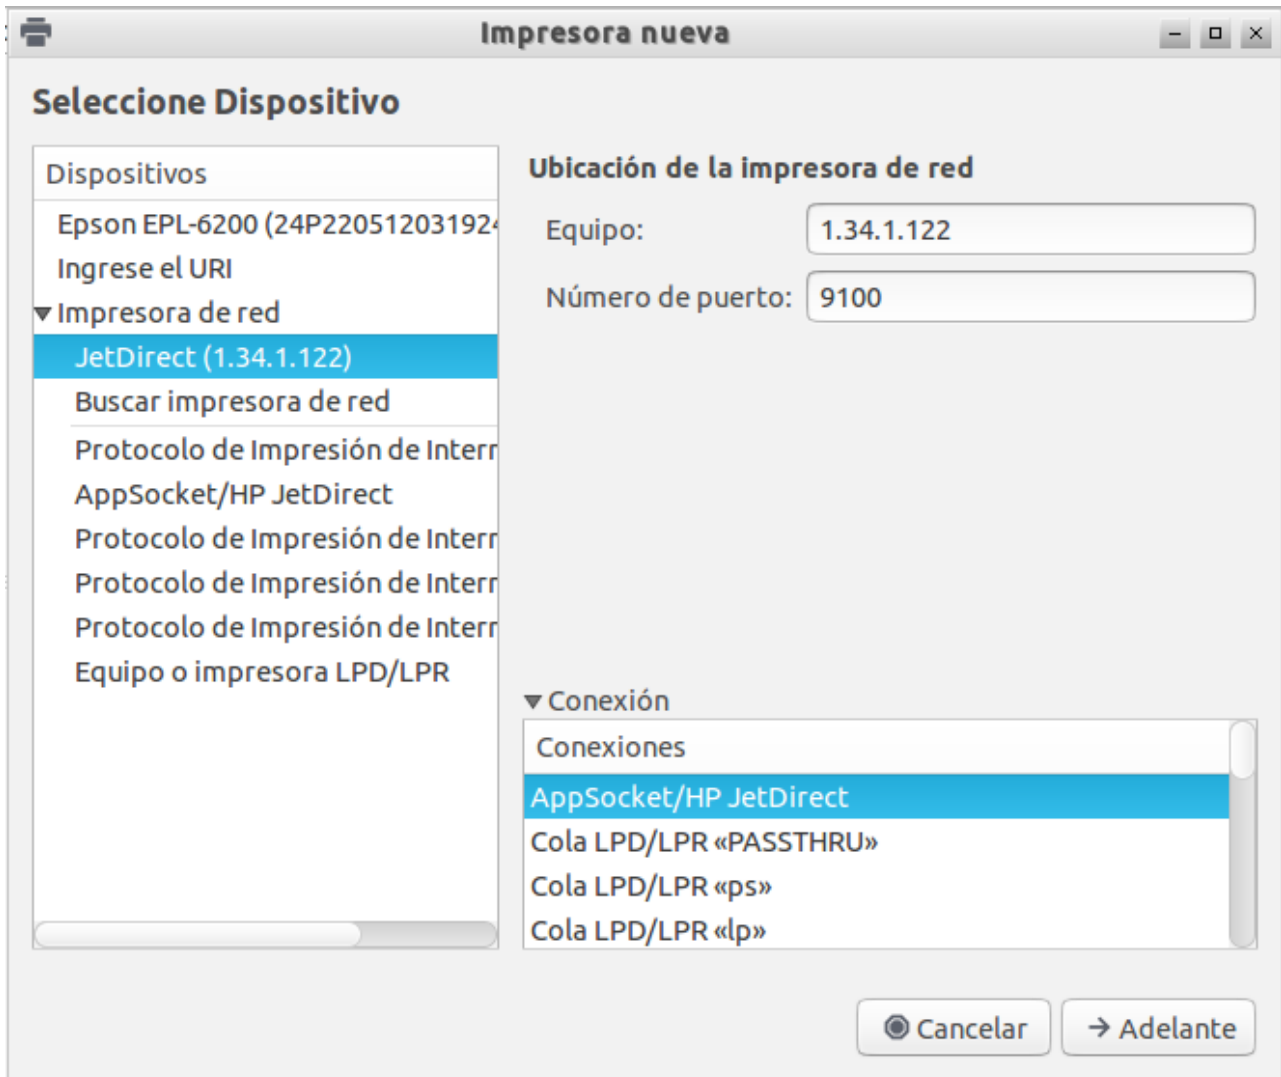 Impresora nueva
Seleccione Dispositivo
Dispositivos
Epson EPL-6200 (24P220512031924
Ingrese el URI
Impresora de red
JetDirect (1.34.1.122)
Buscar impresora de red
Protocolo de Impresión de Interr
AppSocket/HP JetDirect
Protocolo de Impresión de Interr
Protocolo de Impresión de Interr
Protocolo de Impresión de Interr
Equipo o impresora LPD/LPR
Ubicación de la impresora de red
Equipo: 1.34.1.122
Número de puerto: 9100
Conexión
Conexiones
AppSocket/HP JetDirect
Cola LPD/LPR «PASSTHRU»
Cola LPD/LPR «ps»
Cola LPD/LPR «lp»
Cancelar Adelante